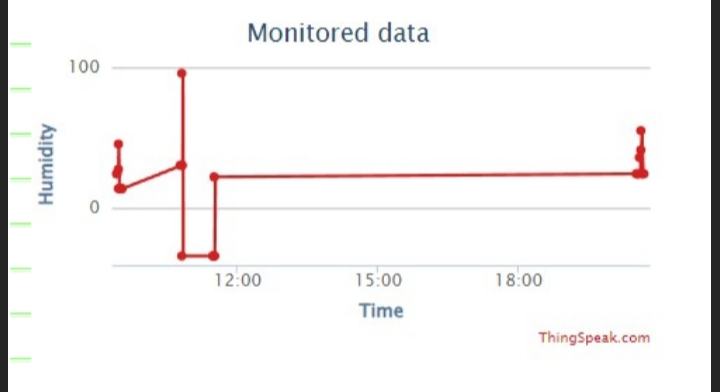 Monitored data
100
0
Humidity
12:00 15:00 18:00
Time
ThingSpeak.com